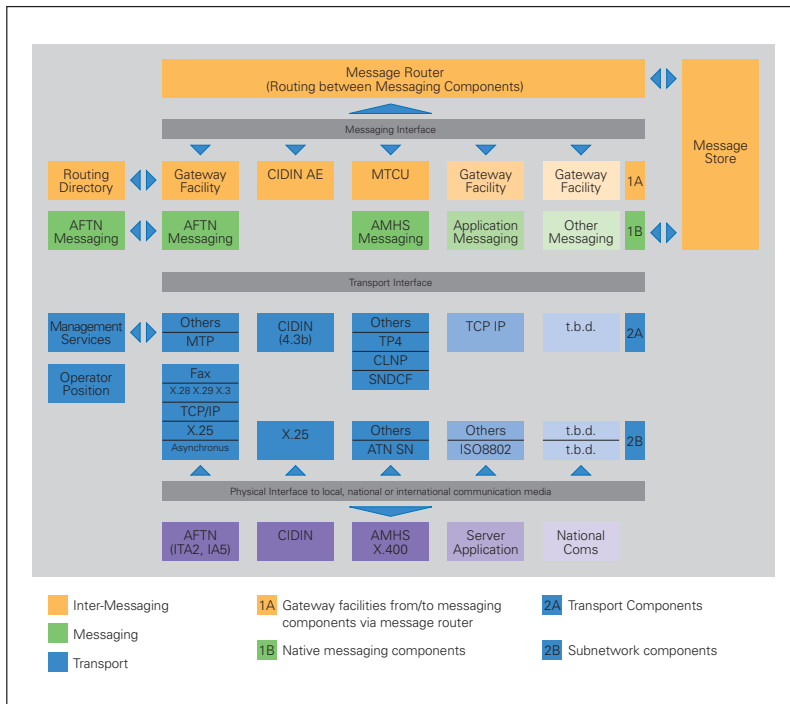 Message Router
(Routing between Messaging Components)
Messaging Interface
Message
Store
Routing
Directory
Gateway
Facility
CIDIN AE
MTCU
Gateway
Facility
Gateway
Facility
1A
AFTN
Messaging
AFTN
Messaging
AMHS
Messaging
Application
Messaging
Other
Messaging
1B
Transport Interface
Management
Services
Others
MTP
CIDIN
(4.3b)
Others
TP4
CLNP
SNDCF
TCP IP
t.b.d.
2A
Operator
Position
Fax
X.28 X.29 X.3
TCP/IP
X.25
Asynchronus
X.25
Others
ATN SN
Others
ISO8802
t.b.d.
t.b.d.
2B
Physical Interface to local, national or international communication media
AFTN
(ITA2, IA5)
CIDIN
AMHS
X.400
Server
Application
National
Coms
Inter-Messaging
Messaging
Transport
1A Gateway facilities from/to messaging
components via message router
1B Native messaging components
2A Transport Components
2B Subnetwork components